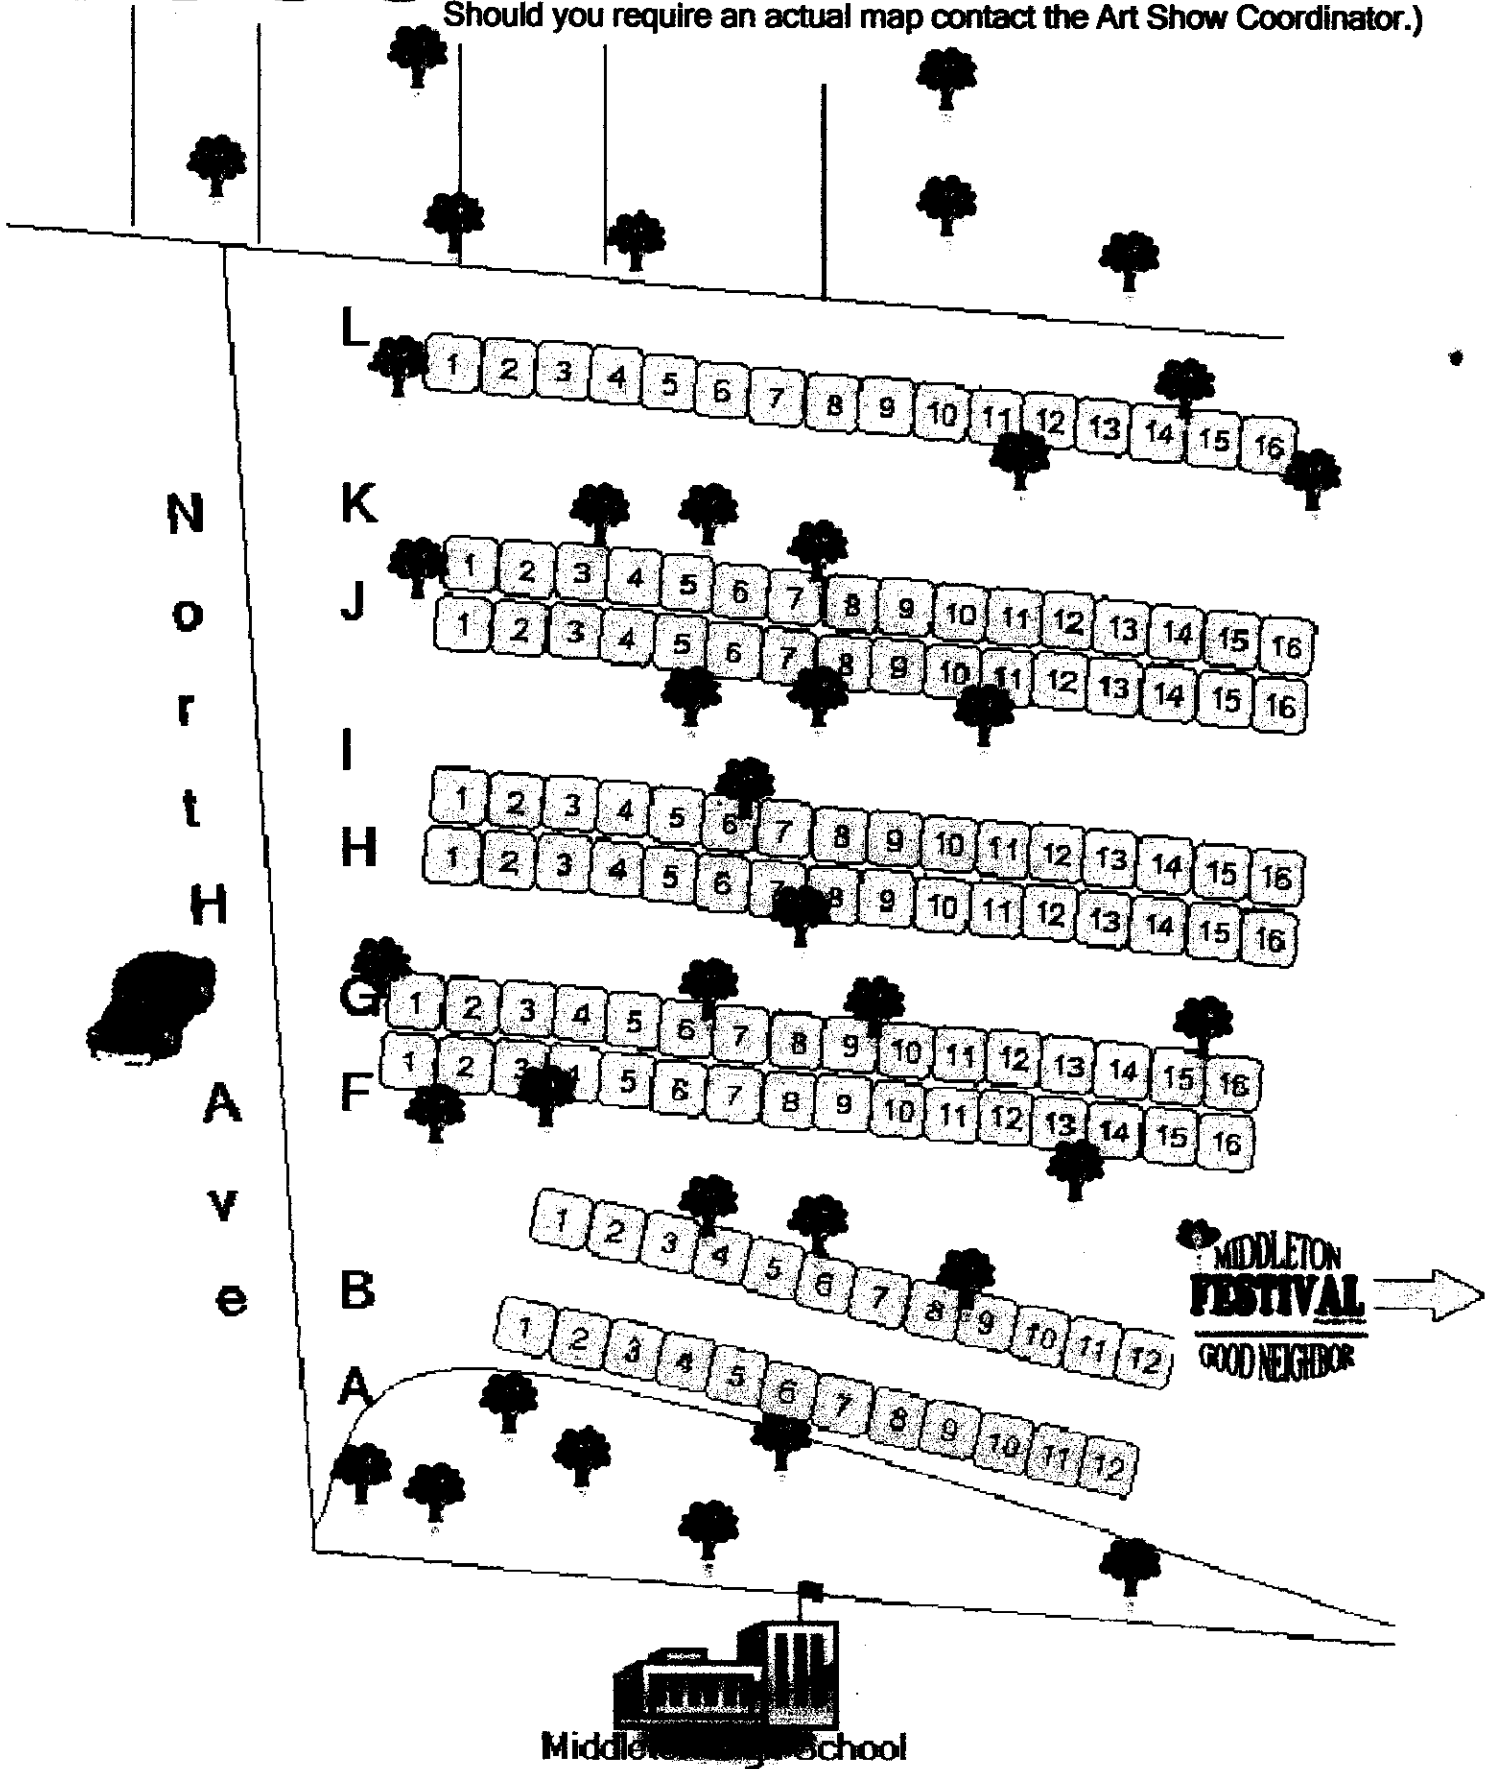 Should you require an actual map contact the Art Show Coordinator.)
L
1 2 3 4 5 6 7 8 9 10 11 12 13 14 15 16
K
1 2 3 4 5 6 7 8 9 10 11 12 13 14 15 16
J
1 2 3 4 5 6 7 8 9 10 11 12 13 14 15 16
I
1 2 3 4 5 6 7 8 9 10 11 12 13 14 15 16
H
1 2 3 4 5 6 7 8 9 10 11 12 13 14 15 16
G
1 2 3 4 5 6 7 8 9 10 11 12 13 14 15 16
F
1 2 3 4 5 6 7 8 9 10 11 12 13 14 15 16
B
1 2 3 4 5 6 7 8 9 10 11 12
A
1 2 3 4 5 6 7 8 9 10 11 12
N
o
r
t
H
A
v
e
MIDDLETON
FESTIVAL
GOOD NEIGHBOR
School